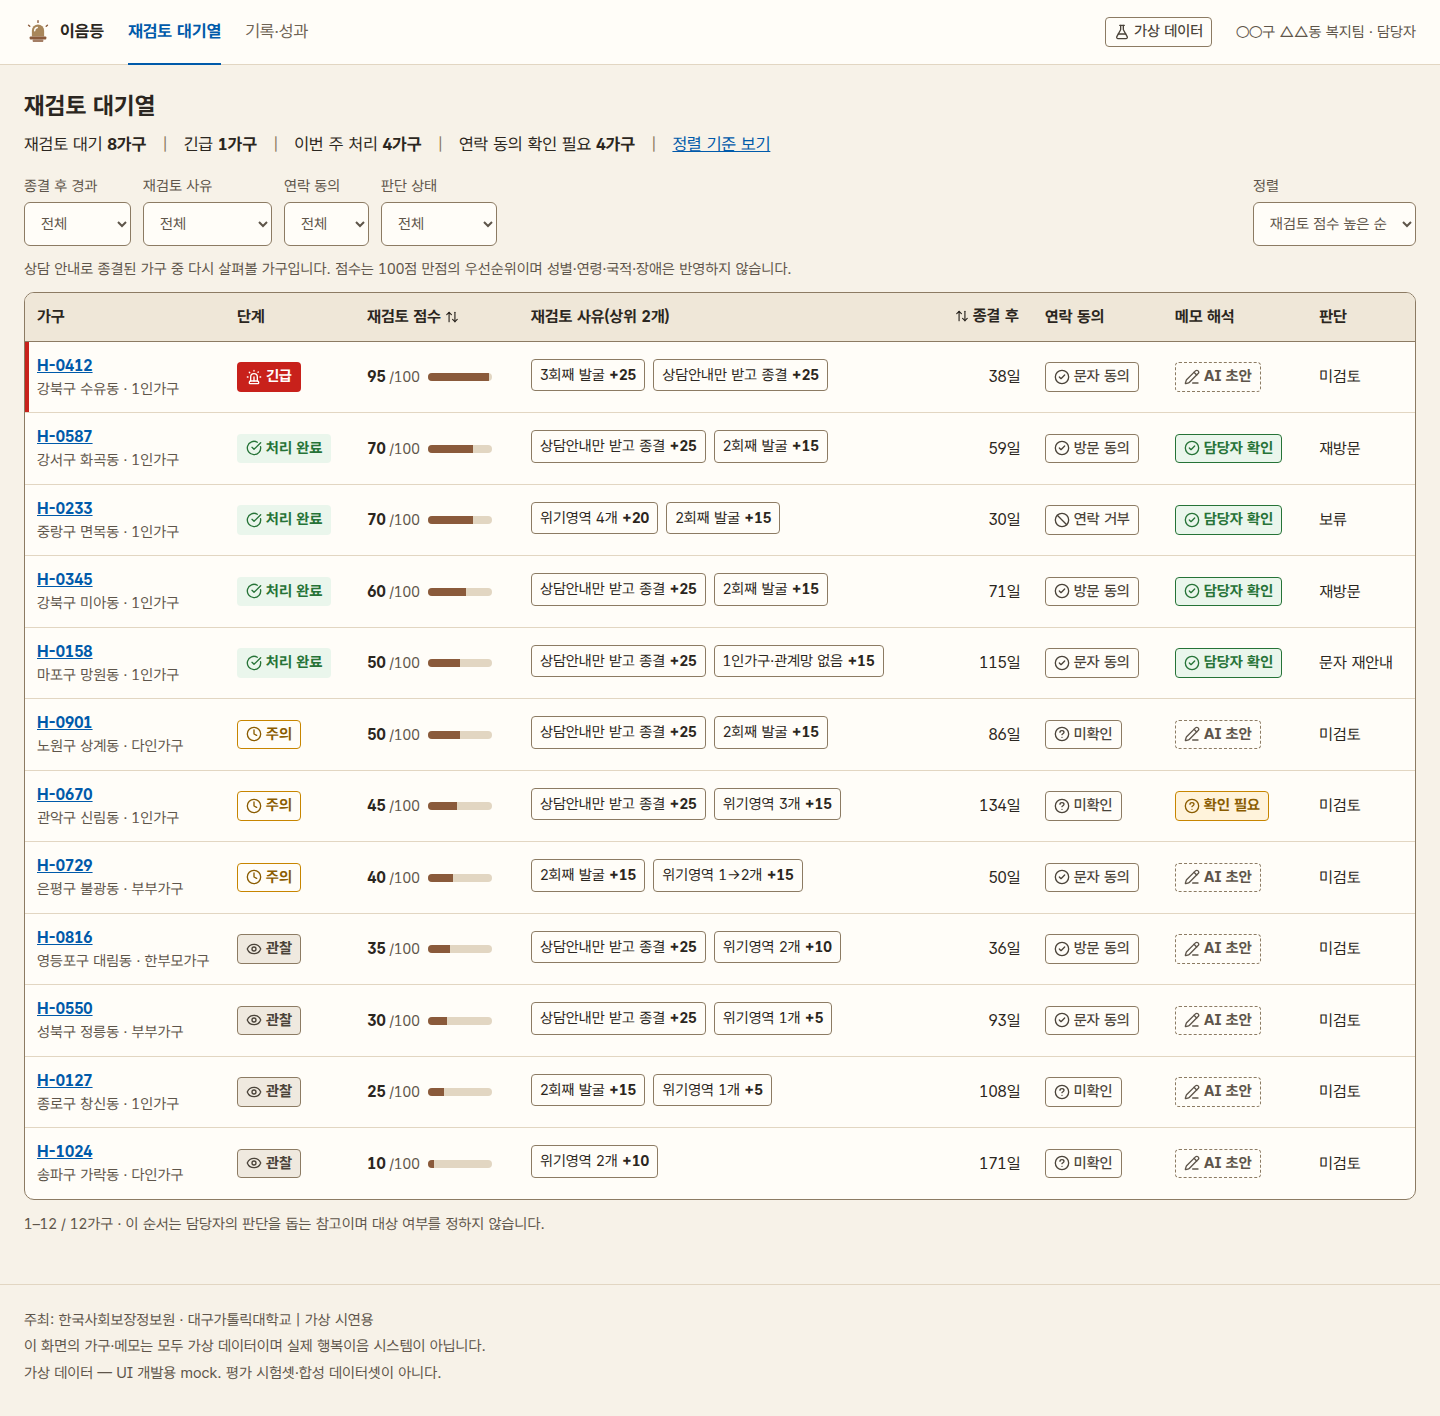 이음등 재검토 대기열 기록·성과 가상 데이터 ○○구 △△동 복지팀 · 담당자
재검토 대기열
재검토 대기 8가구 | 긴급 1가구 | 이번 주 처리 4가구 | 연락 동의 확인 필요 4가구 | 정렬 기준 보기
종결 후 경과 재검토 사유 연락 동의 판단 상태 정렬
전체 전체 전체 전체 재검토 점수 높은 순
상담 안내로 종결된 가구 중 다시 살펴볼 가구입니다. 점수는 100점 만점의 우선순위이며 성별·연령·국적·장애은 반영하지 않습니다.
가구 단계 재검토 점수 ↑↓ 재검토 사유(상위 2개) ↑↓ 종결 후 연락 동의 메모 해석 판단
H-0412
강북구 수유동 · 1인가구
긴급 95 /100 3회째 발굴 +25 상담안내만 받고 종결 +25 38일 문자 동의 AI 초안 미검토
H-0587
강서구 화곡동 · 1인가구
처리 완료 70 /100 상담안내만 받고 종결 +25 2회째 발굴 +15 59일 방문 동의 담당자 확인 재방문
H-0233
중랑구 면목동 · 1인가구
처리 완료 70 /100 위기영역 4개 +20 2회째 발굴 +15 30일 연락 거부 담당자 확인 보류
H-0345
강북구 미아동 · 1인가구
처리 완료 60 /100 상담안내만 받고 종결 +25 2회째 발굴 +15 71일 방문 동의 담당자 확인 재방문
H-0158
마포구 망원동 · 1인가구
처리 완료 50 /100 상담안내만 받고 종결 +25 1인가구·관계망 없음 +15 115일 문자 동의 담당자 확인 문자 재안내
H-0901
노원구 상계동 · 다인가구
주의 50 /100 상담안내만 받고 종결 +25 2회째 발굴 +15 86일 미확인 AI 초안 미검토
H-0670
관악구 신림동 · 1인가구
주의 45 /100 상담안내만 받고 종결 +25 위기영역 3개 +15 134일 미확인 확인 필요 미검토
H-0729
은평구 불광동 · 부부가구
주의 40 /100 2회째 발굴 +15 위기영역 1→2개 +15 50일 문자 동의 AI 초안 미검토
H-0816
영등포구 대림동 · 한부모가구
관찰 35 /100 상담안내만 받고 종결 +25 위기영역 2개 +10 36일 방문 동의 AI 초안 미검토
H-0550
성북구 정릉동 · 부부가구
관찰 30 /100 상담안내만 받고 종결 +25 위기영역 1개 +5 93일 문자 동의 AI 초안 미검토
H-0127
종로구 창신동 · 1인가구
관찰 25 /100 2회째 발굴 +15 위기영역 1개 +5 108일 미확인 AI 초안 미검토
H-1024
송파구 가락동 · 다인가구
관찰 10 /100 위기영역 2개 +10 171일 미확인 AI 초안 미검토
1–12 / 12가구 · 이 순서는 담당자의 판단을 돕는 참고이며 대상 여부를 정하지 않습니다.
주최: 한국사회보장정보원 · 대구가톨릭대학교 | 가상 시연용
이 화면의 가구·메모는 모두 가상 데이터이며 실제 행복이음 시스템이 아닙니다.
가상 데이터 — UI 개발용 mock. 평가 시험셋·합성 데이터셋이 아니다.